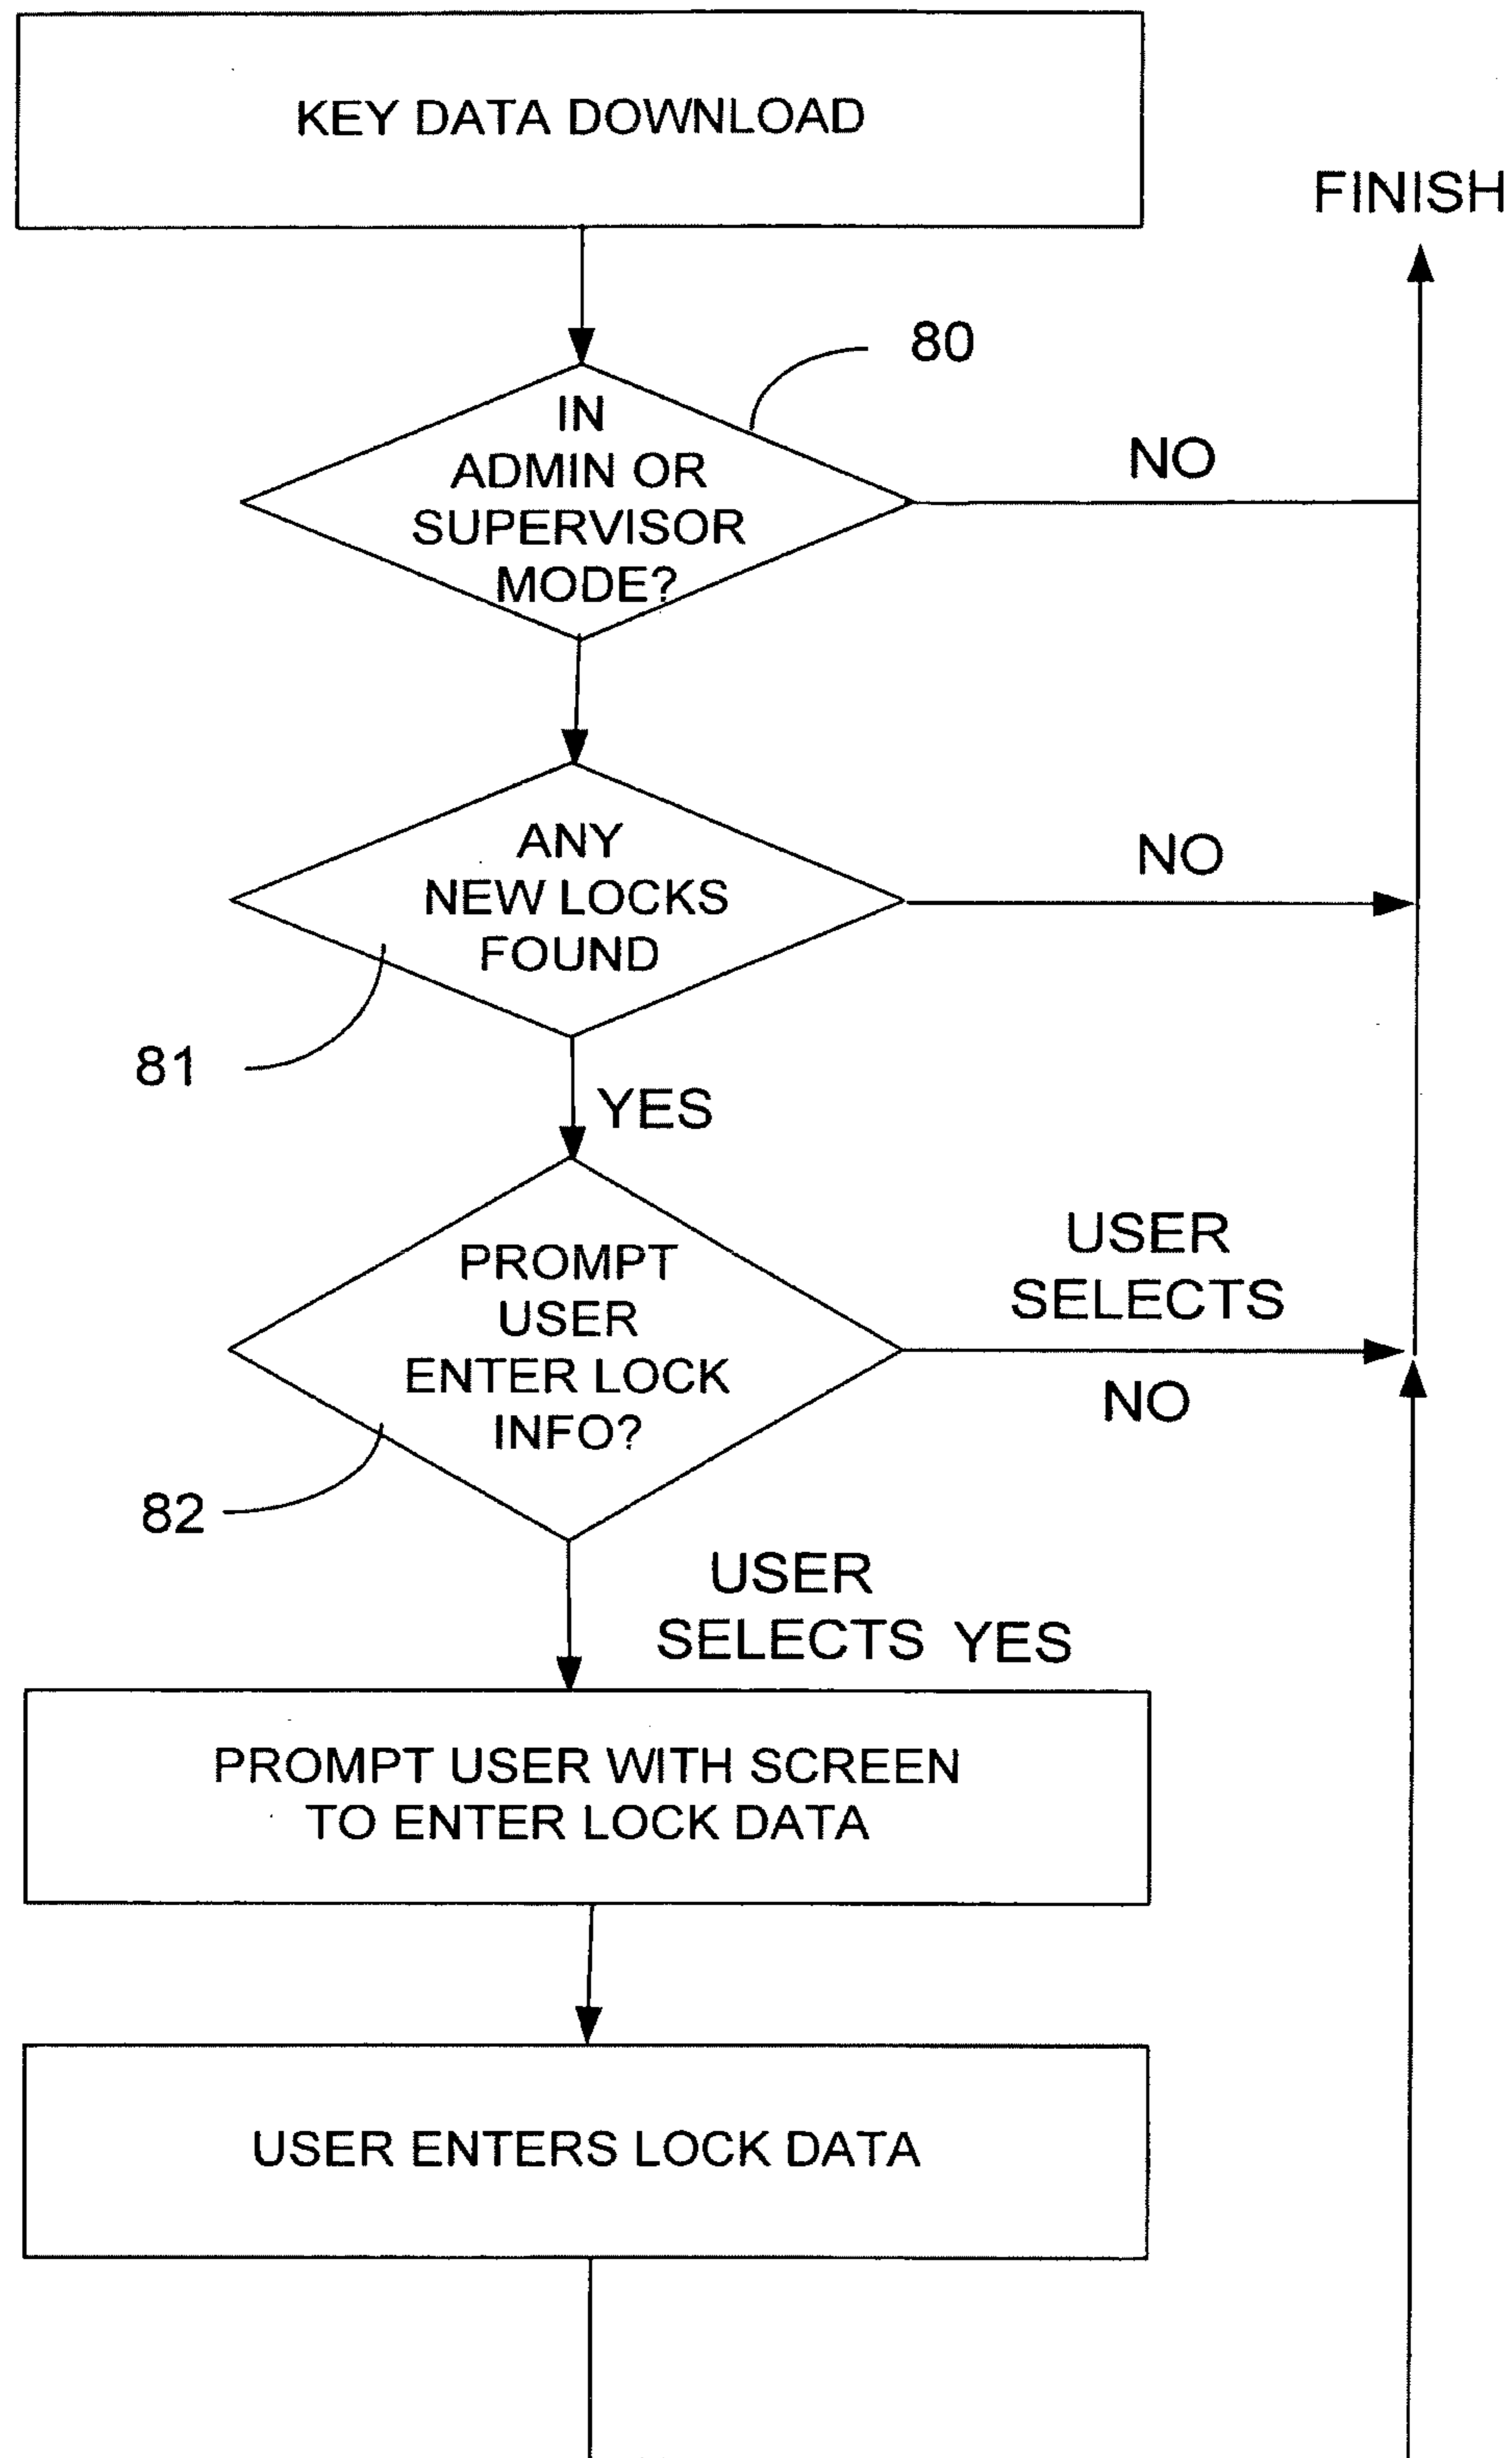 KEY DATA DOWNLOAD
FINISH
80
IN
ADMIN OR
SUPERVISOR
MODE?
NO
ANY
NEW LOCKS
FOUND
NO
81
YES
PROMPT
USER
ENTER LOCK
INFO?
USER
SELECTS
NO
82
USER
SELECTS YES
PROMPT USER WITH SCREEN
TO ENTER LOCK DATA
USER ENTERS LOCK DATA